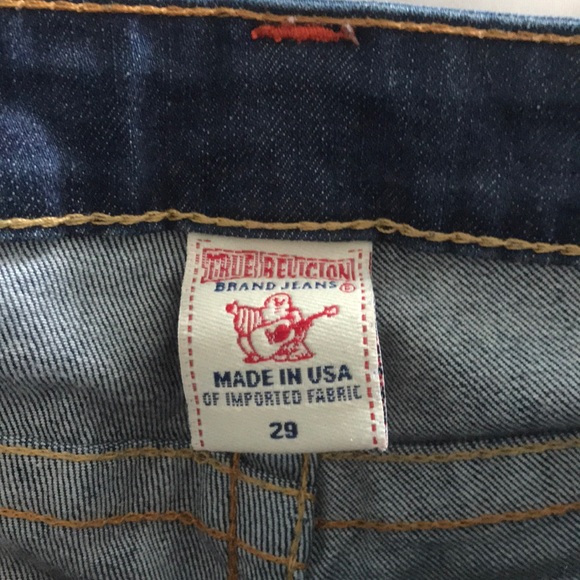 TRUE RELIGION
BRAND JEANS®
MADE IN USA
OF IMPORTED FABRIC
29